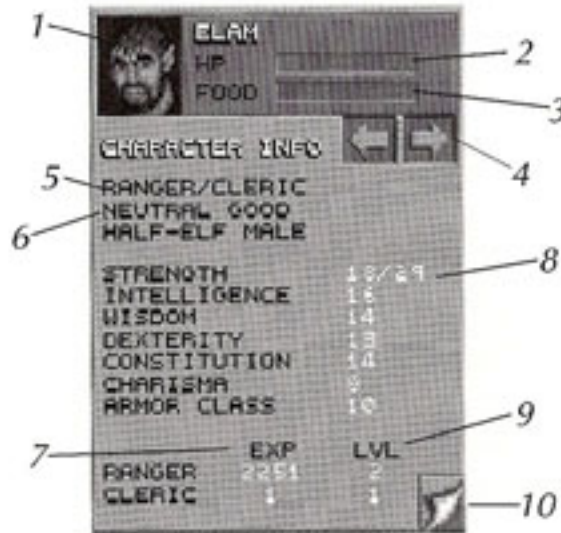 1
ELAM
2
HP
FOOD
3
CHARACTER INFO
4
5
RANGER/CLERIC
6
NEUTRAL GOOD
HALF-ELF MALE
STRENGTH 18/29
8
INTELLIGENCE 16
WISDOM 14
DEXTERITY 13
CONSTITUTION 14
CHARISMA
ARMOR CLASS 10
9
7
EXP LVL
RANGER 2251 2
CLERIC 1 1
10